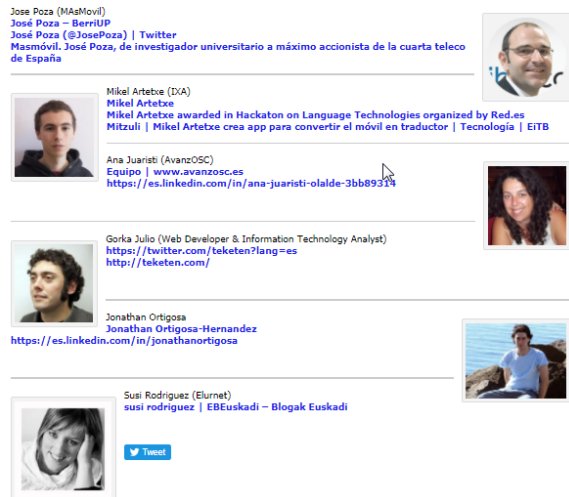 Jose Poza (MAsMovil)
José Poza – BerriUP
José Poza (@JosePoza) | Twitter
Masmóvil. José Poza, de investigador universitario a máximo accionista de la cuarta teleco
de España
Mikel Artetxe (IXA)
Mikel Artetxe
Mikel Artetxe awarded in Hackaton on Language Technologies organized by Red.es
Mitzuli | Mikel Artetxe crea app para convertir el móvil en traductor | Tecnología | EiTB
Ana Juaristi (AvanzOSC)
Equipo | www.avanzosc.es
https://es.linkedin.com/in/ana-juaristi-olalde-3bb89314
Gorka Julio (Web Developer & Information Technology Analyst)
https://twitter.com/teketen?lang=es
http://teketen.com/
Jonathan Ortigosa
Jonathan Ortigosa-Hernandez
https://es.linkedin.com/in/jonathanortigosa
Susi Rodriguez (Elurnet)
susi rodriguez | EBEuskadi – Blogak Euskadi
Tweet